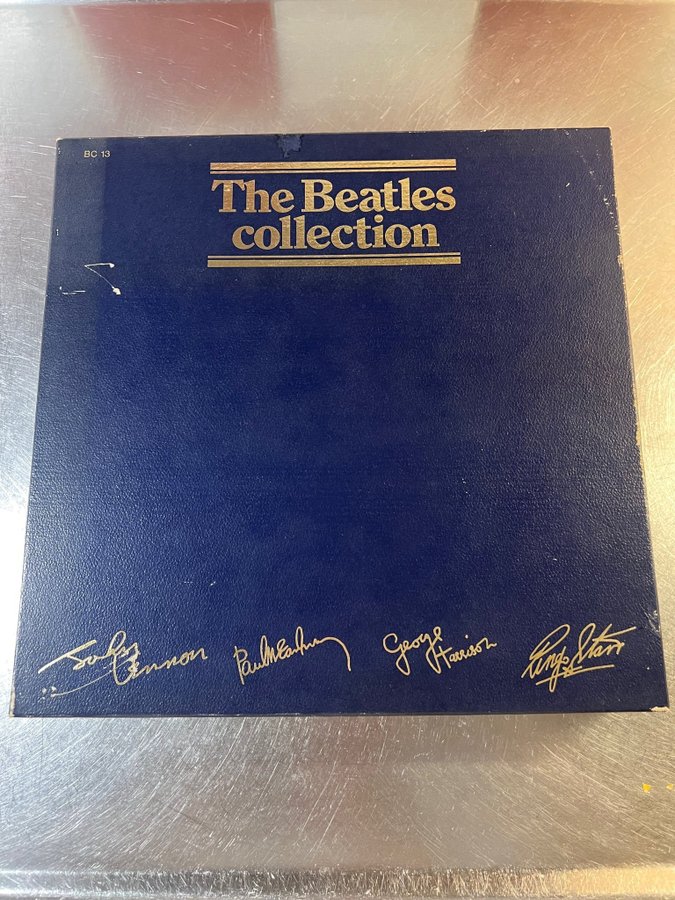 BC 13
The Beatles
collection
John Lennon Paul McCartney George Harrison Ringo Starr